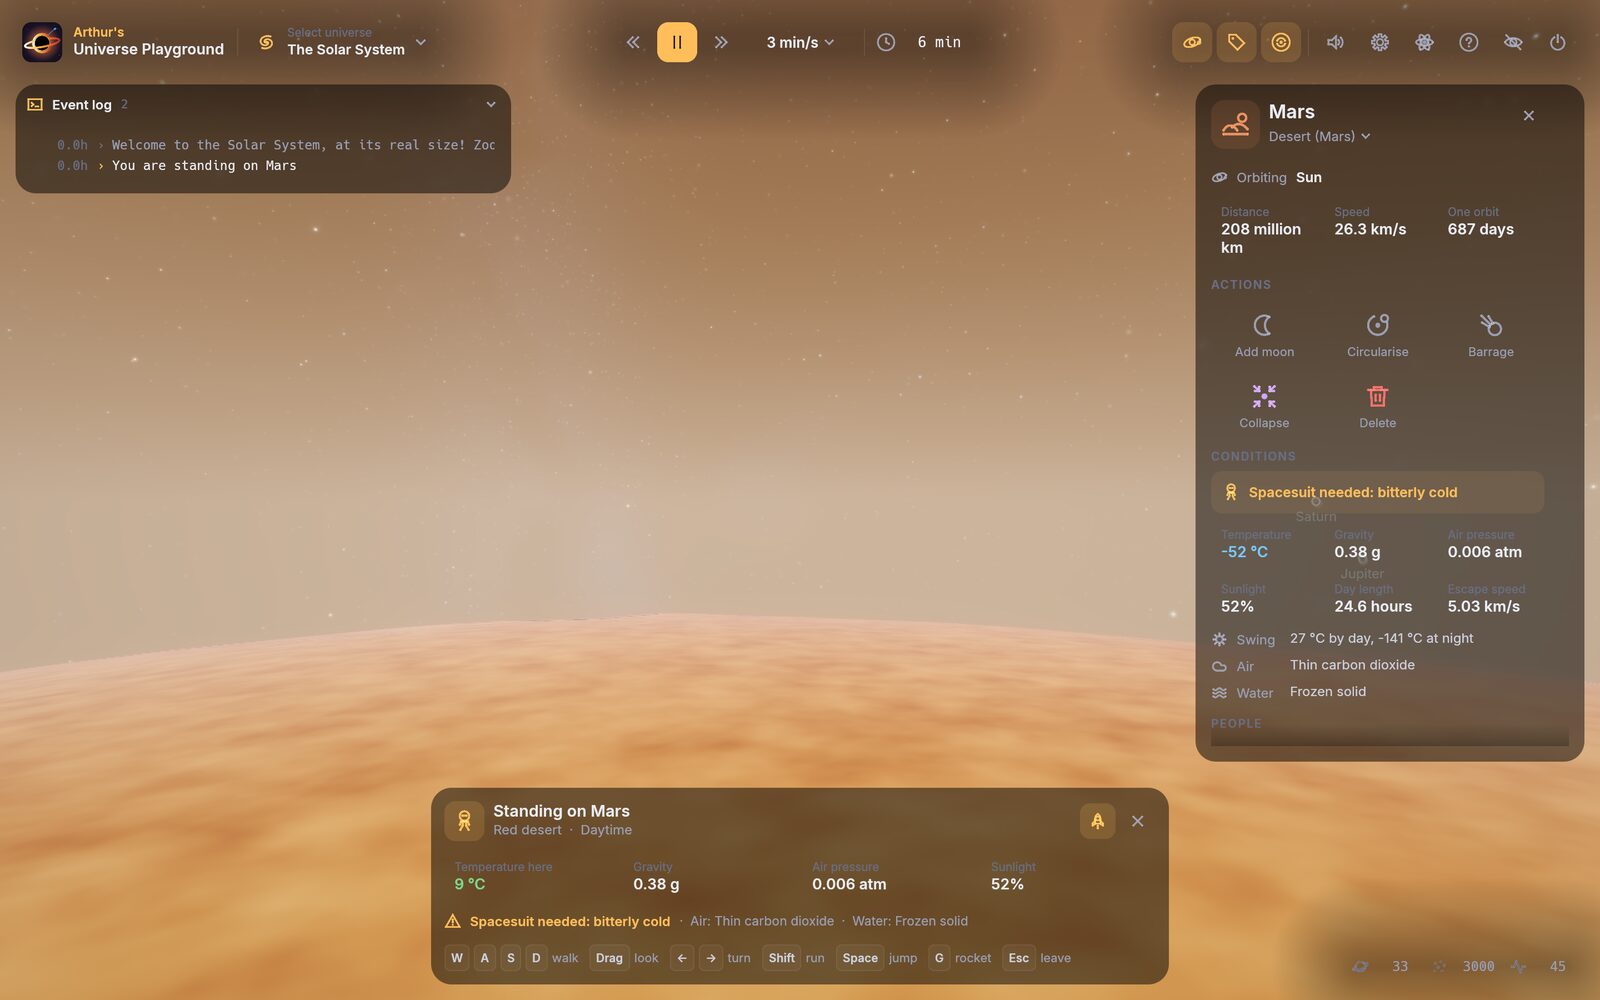 Arthur's
Universe Playground
Select universe
The Solar System
3 min/s
6 min
Event log 2
0.0h › Welcome to the Solar System, at its real size! Zoo
0.0h › You are standing on Mars
Mars
Desert (Mars)
Orbiting Sun
Distance Speed One orbit
208 million km 26.3 km/s 687 days
ACTIONS
Add moon Circularise Barrage
Collapse Delete
CONDITIONS
Spacesuit needed: bitterly cold
Saturn
Temperature Gravity Air pressure
-52 °C 0.38 g 0.006 atm
Jupiter
Sunlight Day length Escape speed
52% 24.6 hours 5.03 km/s
Swing 27 °C by day, -141 °C at night
Air Thin carbon dioxide
Water Frozen solid
PEOPLE
Standing on Mars
Red desert · Daytime
Temperature here Gravity Air pressure Sunlight
9 °C 0.38 g 0.006 atm 52%
Spacesuit needed: bitterly cold · Air: Thin carbon dioxide · Water: Frozen solid
W A S D walk Drag look ← → turn Shift run Space jump G rocket Esc leave
33 3000 45